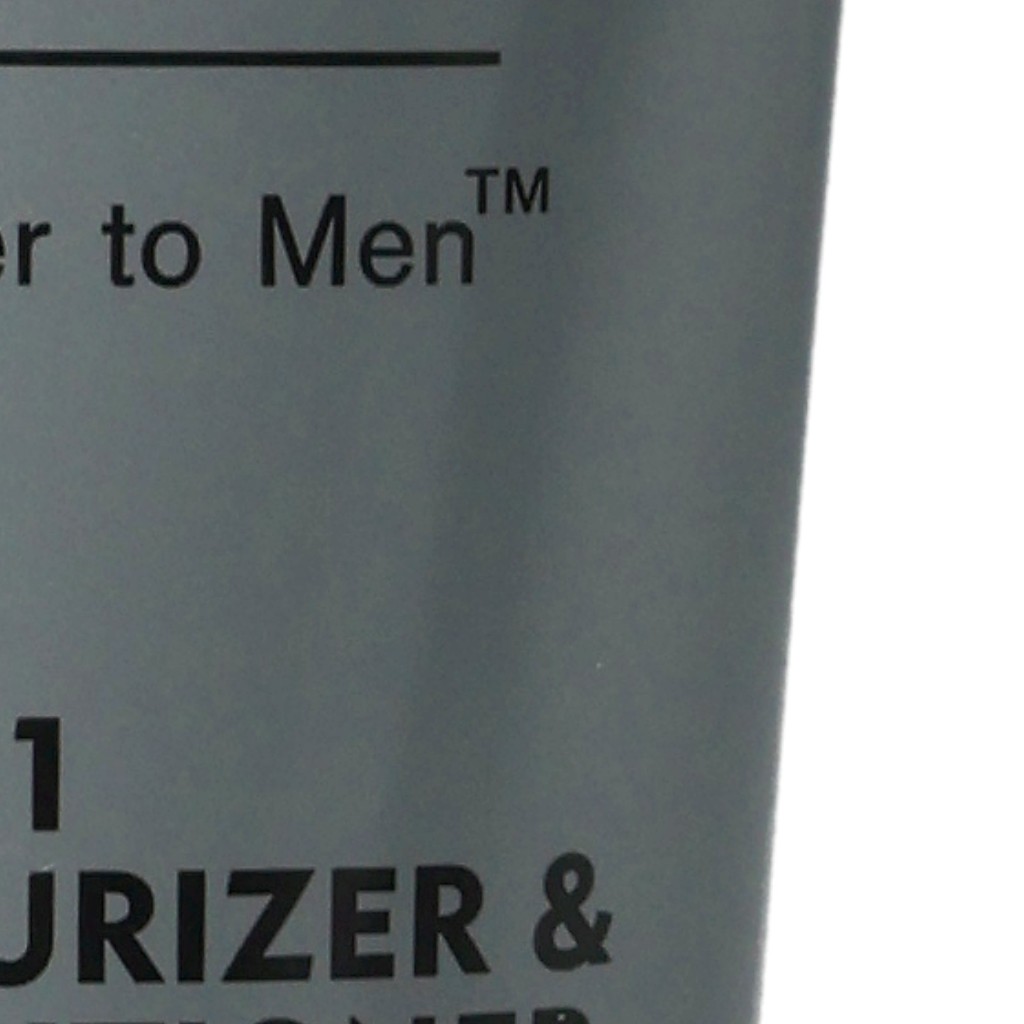 er to Men™
1
URIZER &